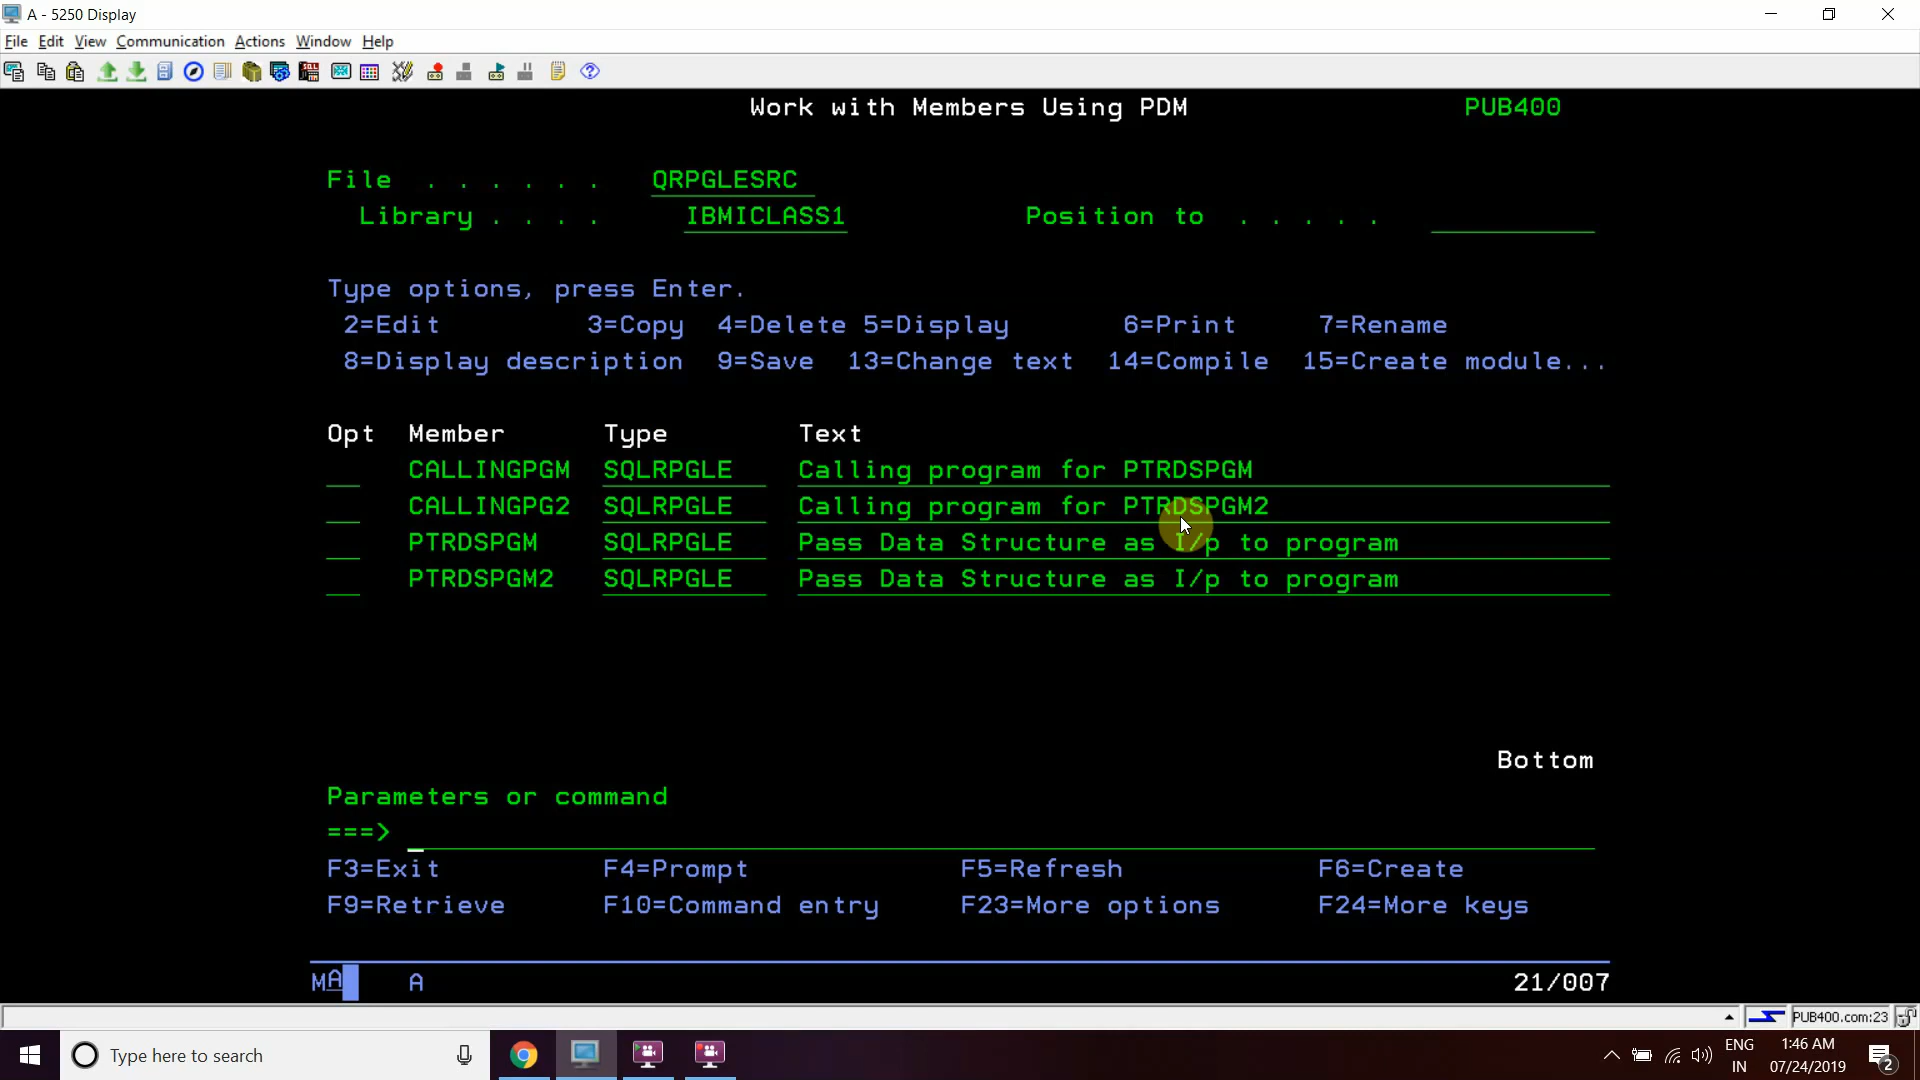 A - 5250 Display
File Edit View Communication Actions Window Help
Work with Members Using PDM PUB400
File . . . . . . QRPGLESRC
Library . . . . IBMICLASS1 Position to . . . . .
Type options, press Enter.
2=Edit 3=Copy 4=Delete 5=Display 6=Print 7=Rename
8=Display description 9=Save 13=Change text 14=Compile 15=Create module...
Opt Member Type Text
CALLINGPGM SQLRPGLE Calling program for PTRDSPGM
CALLINGPG2 SQLRPGLE Calling program for PTRDSPGM2
PTRDSPGM SQLRPGLE Pass Data Structure as I/p to program
PTRDSPGM2 SQLRPGLE Pass Data Structure as I/p to program
Bottom
Parameters or command
===>
F3=Exit F4=Prompt F5=Refresh F6=Create
F9=Retrieve F10=Command entry F23=More options F24=More keys
MA A 21/007
PUB400.com:23
Type here to search
ENG
IN
1:46 AM
07/24/2019
2